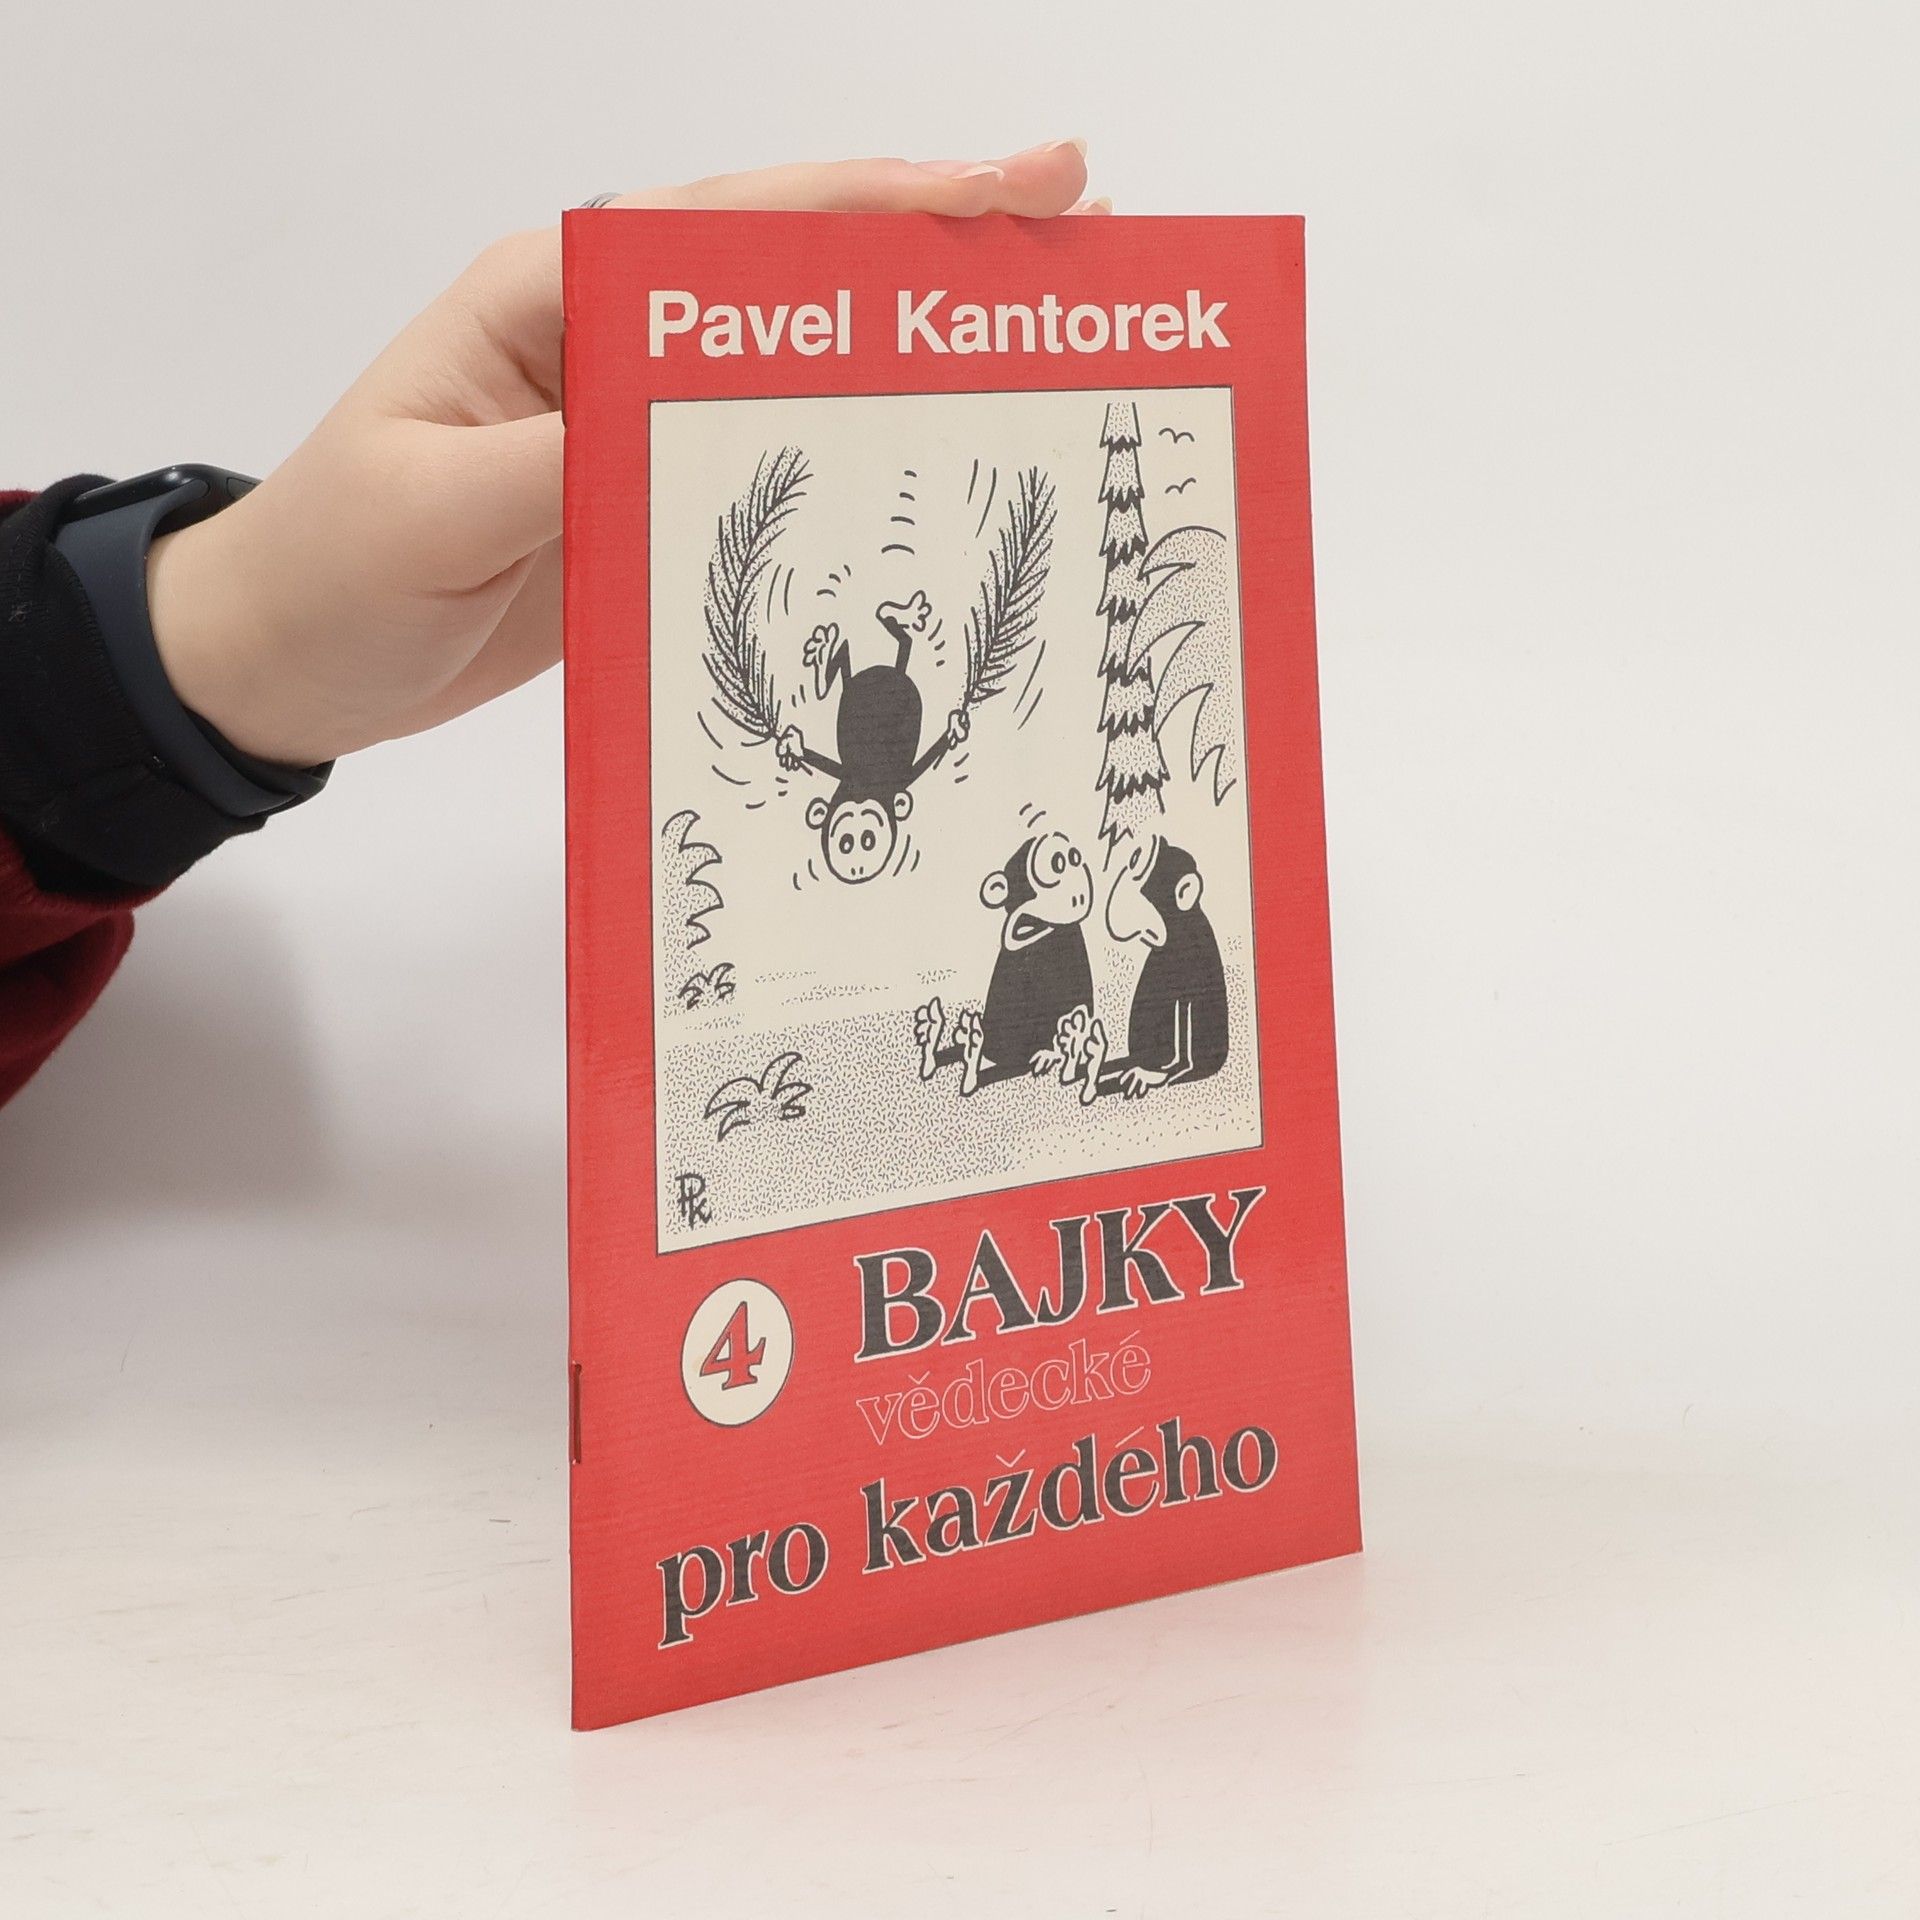 Pavel Kantorek
PK
4
BAJKY
vědecké
pro každého